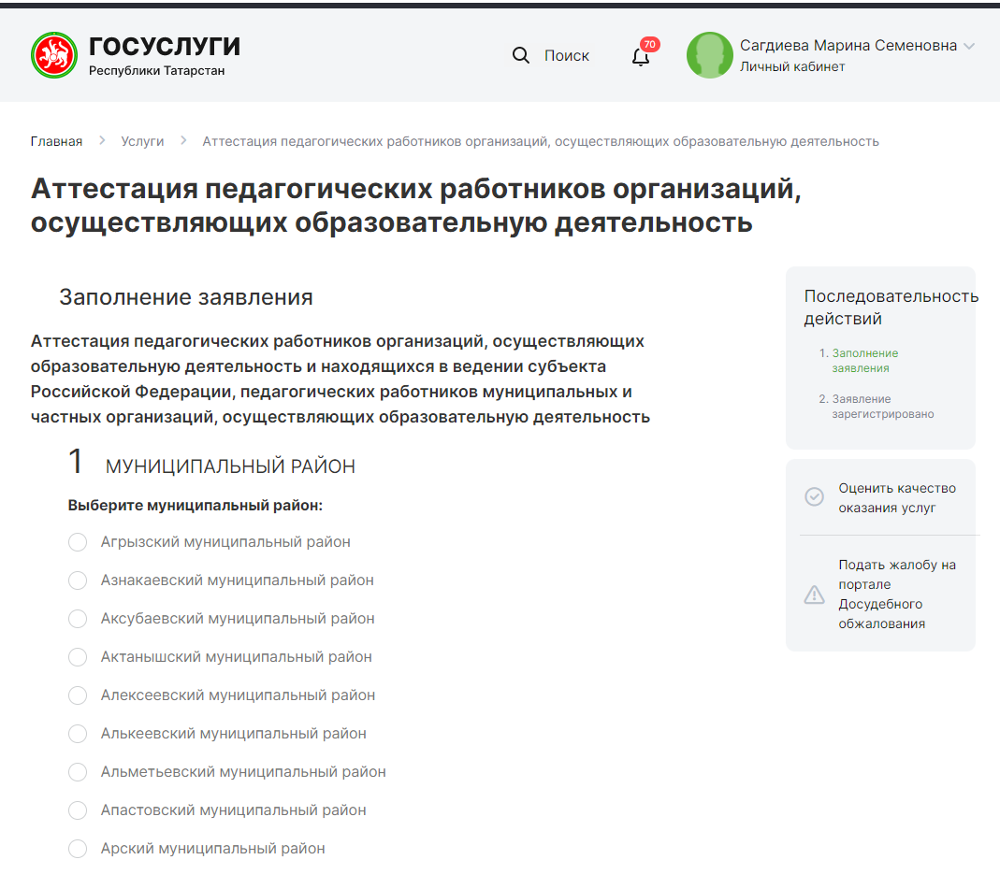 ГОСУСЛУГИ
Республики Татарстан
Поиск
70
Сагдиева Марина Семеновна
Личный кабинет
Главная > Услуги > Аттестация педагогических работников организаций, осуществляющих образовательную деятельность
Аттестация педагогических работников организаций,
осуществляющих образовательную деятельность
Заполнение заявления
Аттестация педагогических работников организаций, осуществляющих
образовательную деятельность и находящихся в ведении субъекта
Российской Федерации, педагогических работников муниципальных и
частных организаций, осуществляющих образовательную деятельность
1 МУНИЦИПАЛЬНЫЙ РАЙОН
Выберите муниципальный район:
Агрызский муниципальный район
Азнакаевский муниципальный район
Аксубаевский муниципальный район
Актанышский муниципальный район
Алексеевский муниципальный район
Алькеевский муниципальный район
Альметьевский муниципальный район
Апастовский муниципальный район
Арский муниципальный район
Последовательность
действий
1. Заполнение
заявления
2. Заявление
зарегистрировано
Оценить качество
оказания услуг
Подать жалобу на
портале
Досудебного
обжалования